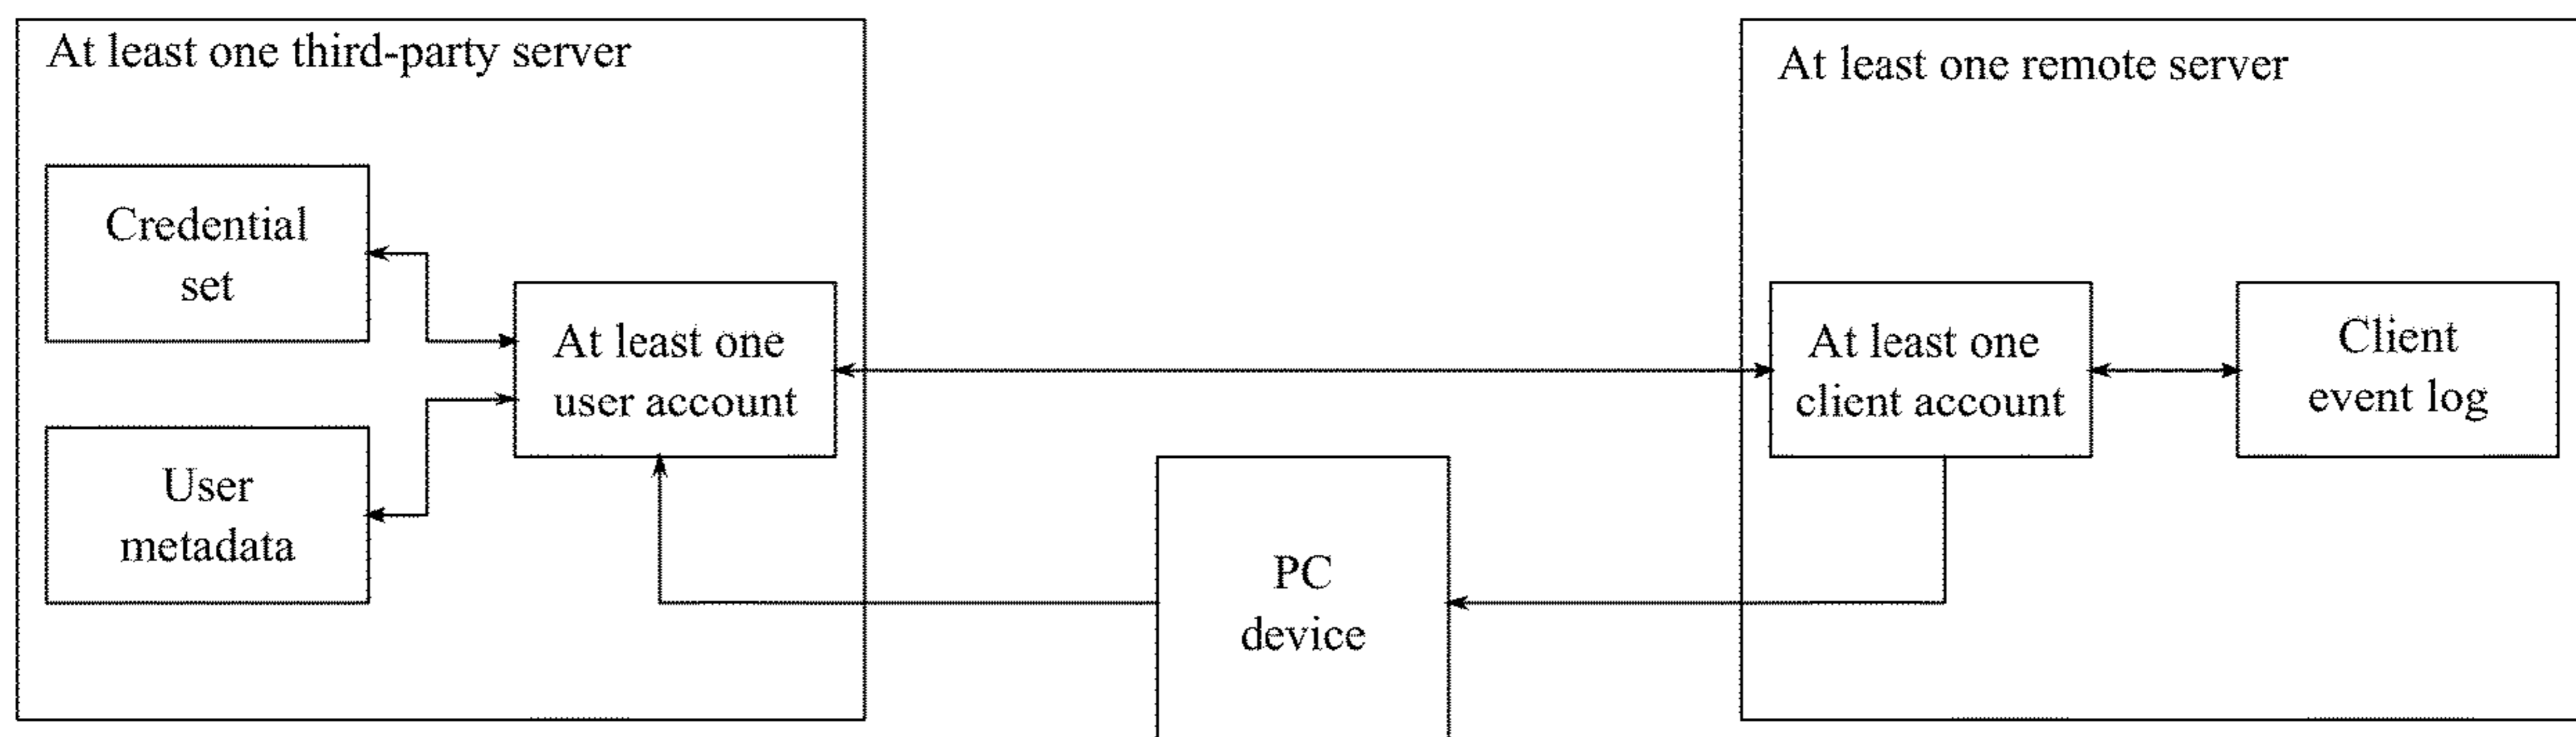 At least one third-party server
At least one remote server
Credential
set
At least one
user account
User
metadata
PC
device
At least one
client account
Client
event log